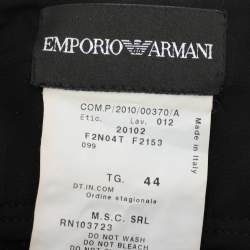 EMPORIO ARMANI
COM.P/2010/00370/A
Etic. Lav. 012
20102
F2N04T F2153
099
Made in Italy
TG. 44
DT.IN.COM
Ordine stagionale
M.S.C. SRL
RN103723
DO NOT WASH
DO NOT BLEACH